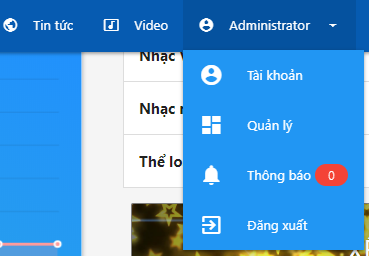 Tin tức
Video
Administrator
Nhạc
Tài khoản
Nhạc
Quản lý
Thể lo
Thông báo 0
Đăng xuất